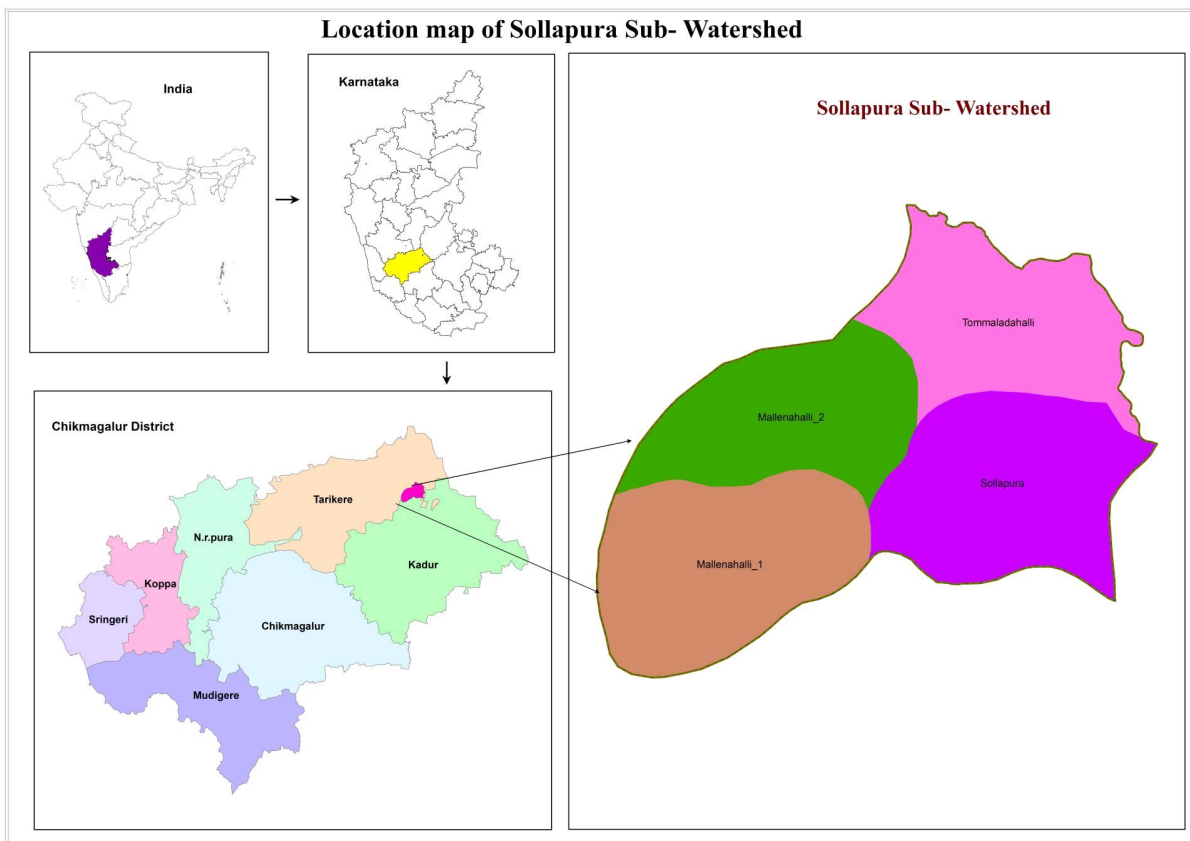 Location map of Sollapura Sub- Watershed
India
Karnataka
Sollapura Sub- Watershed
Tommaladahalli
Mallenahalli_2
Sollapura
Mallenahalli_1
Chikmagalur District
Tarikere
N.r.pura
Kadur
Koppa
Sringeri
Chikmagalur
Mudigere